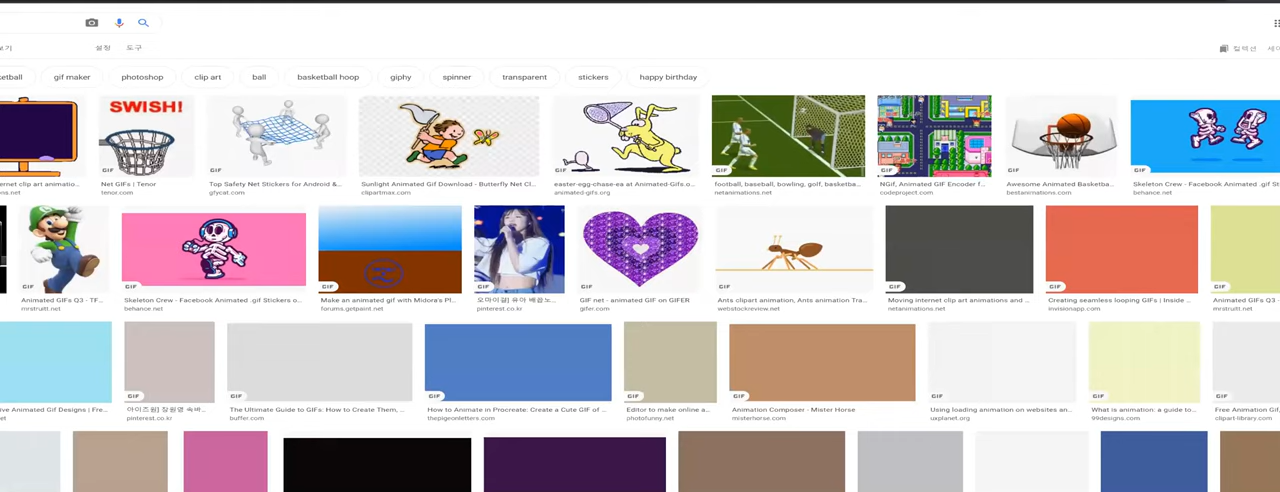 보기
설정 도구
컬렉션
gif maker photoshop clip art ball basketball hoop giphy spinner transparent stickers happy birthday
SWISH!
GIF GIF GIF GIF GIF GIF GIF GIF
Net GIFs | Tenor
tenor.com
Top Safety Net Stickers for Android &...
gfycat.com
Sunlight Animated Gif Download - Butterfly Net Cl...
clipartmax.com
easter-egg-chase-ea at Animated-Gifs.o...
animated-gifs.org
football, baseball, bowling, golf, basketba...
netanimations.net
NGif, Animated GIF Encoder f...
codeproject.com
Awesome Animated Basketba...
bestanimations.com
Skeleton Crew - Facebook Animated .gif St
behance.net
GIF GIF GIF GIF GIF GIF GIF GIF GIF
Animated GIFs Q3 - TF...
mrstruitt.net
Skeleton Crew - Facebook Animated .gif Stickers o...
behance.net
Make an animated gif with Midora's Pl...
forums.getpaint.net
pinterest.co.kr
GIF net - animated GIF on GIFER
gifer.com
Ants clipart animation, Ants animation Tra...
webstockreview.net
Moving internet clip art animations and ...
netanimations.net
Creating seamless looping GIFs | Inside ...
invisionapp.com
Animated GIFs Q3 -
mrstruitt.net
GIF GIF GIF GIF GIF GIF GIF GIF
ive Animated Gif Designs | Fre...
pinterest.co.kr
The Ultimate Guide to GIFs: How to Create Them, ...
buffer.com
How to Animate in Procreate: Create a Cute GIF of ...
thepigeonletters.com
Editor to make online a...
photofunny.net
Animation Composer - Mister Horse
misterhorse.com
Using loading animation on websites an...
uxplanet.org
What is animation: a guide to...
99designs.com
Free Animation Gif,
clipart-library.com